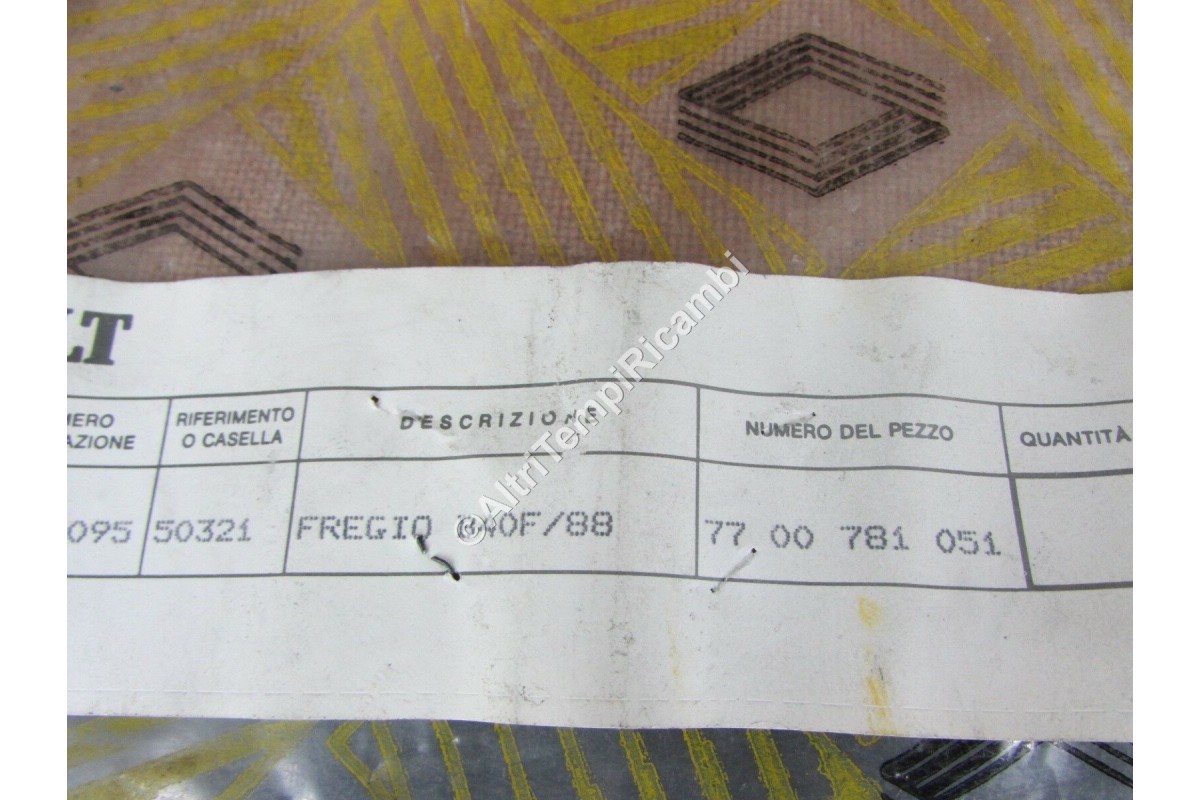 LT
MERO RIFERIMENTO DESCRIZIONE NUMERO DEL PEZZO QUANTITÀ
AZIONE O CASELLA
095 50321 FREGIO /88 77 00 781 051
©AltriTempiRicambi